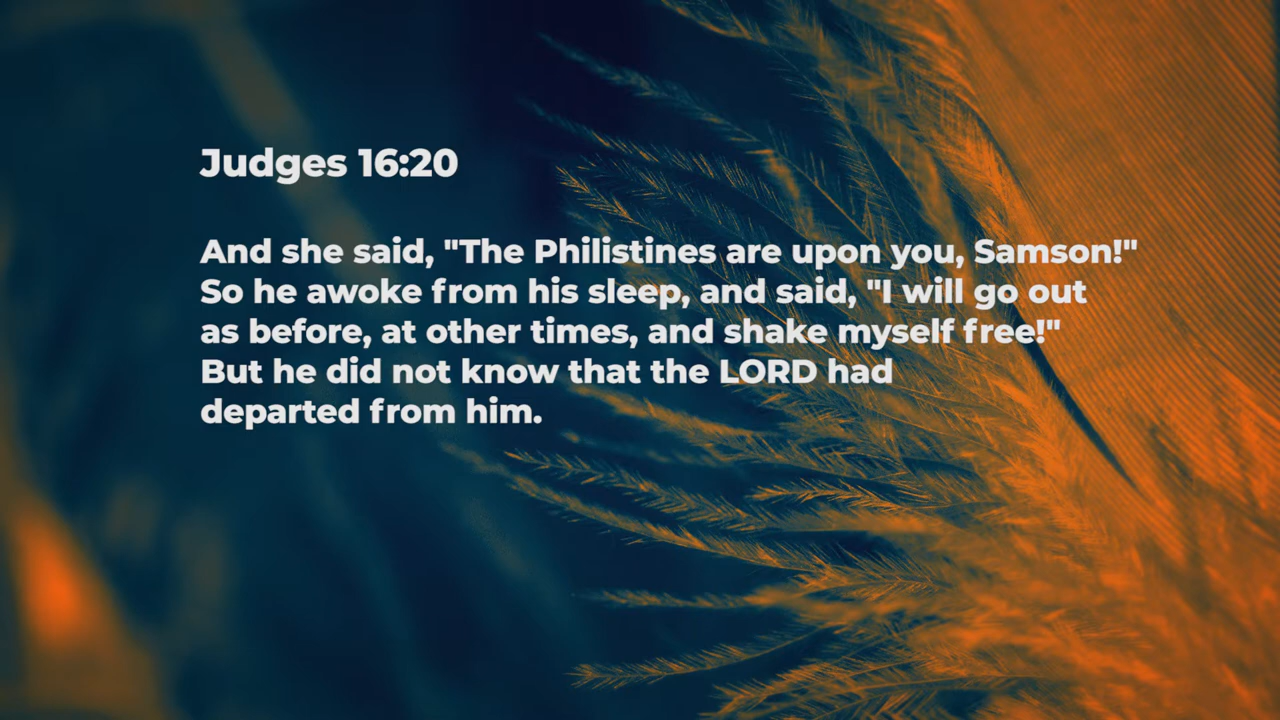 Judges 16:20
And she said, "The Philistines are upon you, Samson!"
So he awoke from his sleep, and said, "I will go out
as before, at other times, and shake myself free!"
But he did not know that the LORD had
departed from him.